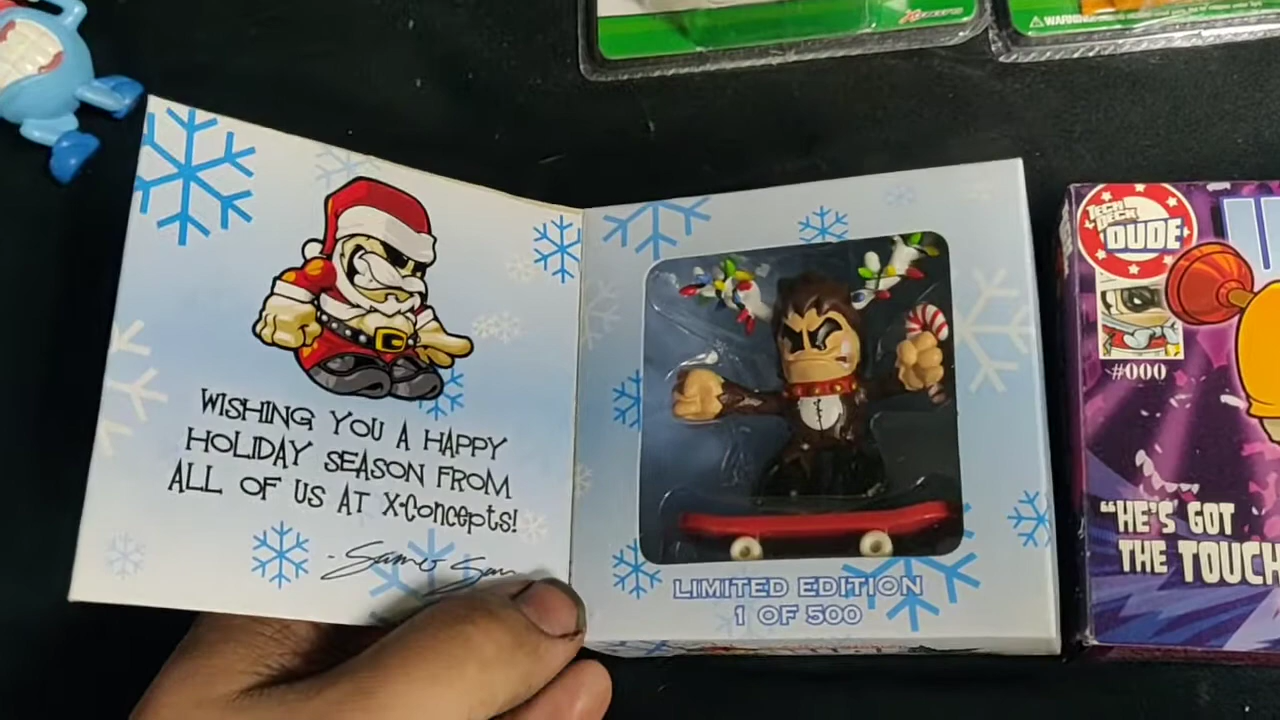 WARNING
WISHING YOU A HAPPY
HOLIDAY SEASON FROM
ALL OF US AT X-Concepts!
LIMITED EDITION
1 OF 500
TECH
DECK
DUDE
#000
"HE'S GOT
THE TOUCH